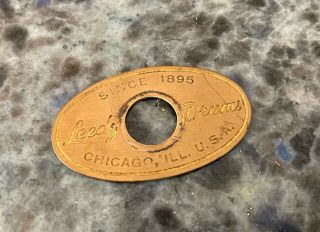 SINCE 1895
Leedy Drums
CHICAGO, ILL. U.S.A.